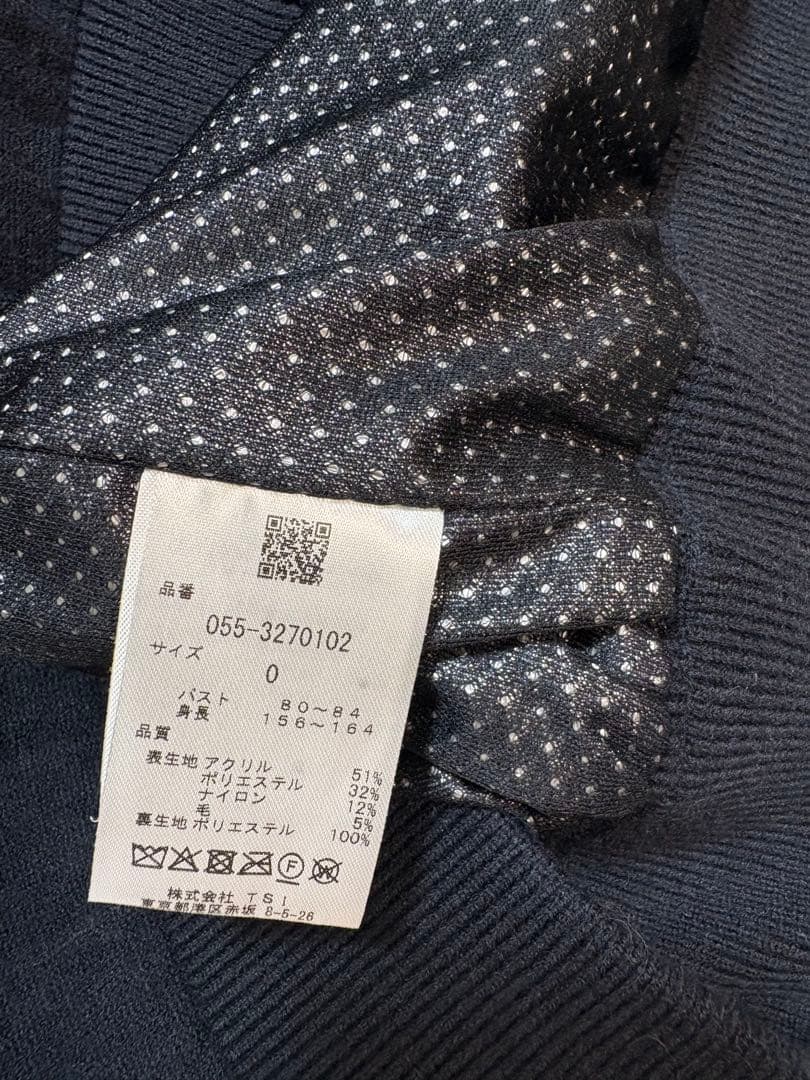 品番
055-3270102
サイズ
0
バスト 80～84
身長 156～164
品質
表生地 アクリル 51%
ポリエステル 32%
ナイロン 12%
毛 5%
裏生地 ポリエステル 100%
F
W
株式会社 TSI
東京都港区赤坂 8-5-26